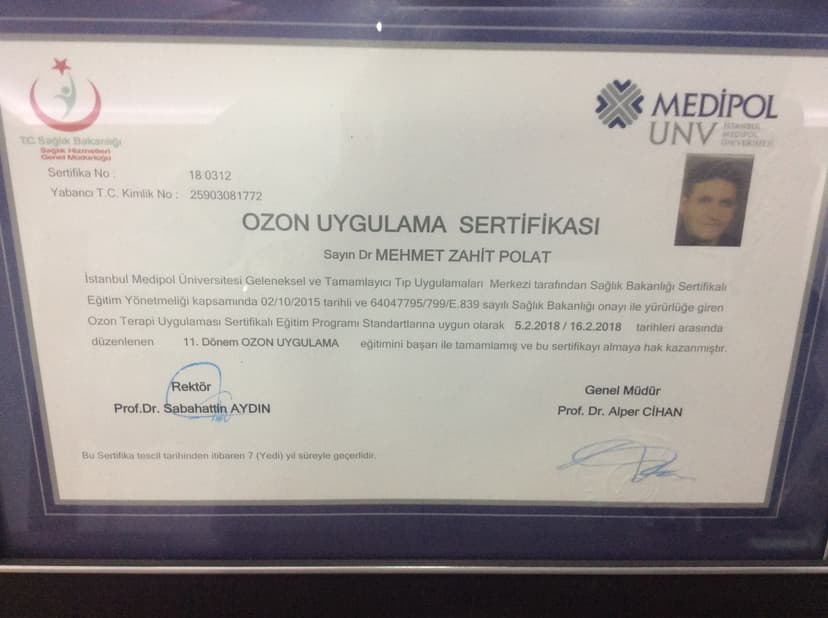 T.C. Sağlık Bakanlığı
Sağlık Hizmetleri
Genel Müdürlüğü
MEDİPOL
UNV İSTANBUL
MEDİPOL
ÜNİVERSİTESİ
Sertifika No : 18 0312
Yabancı T.C. Kimlik No : 25903081772
OZON UYGULAMA SERTİFİKASI
Sayın Dr MEHMET ZAHİT POLAT
İstanbul Medipol Üniversitesi Geleneksel ve Tamamlayıcı Tıp Uygulamaları Merkezi tarafından Sağlık Bakanlığı Sertifikalı
Eğitim Yönetmeliği kapsamında 02/10/2015 tarihli ve 64047795/799/E.839 sayılı Sağlık Bakanlığı onayı ile yürürlüğe giren
Ozon Terapi Uygulaması Sertifikalı Eğitim Programı Standartlarına uygun olarak 5.2.2018 / 16.2.2018 tarihleri arasında
düzenlenen 11. Dönem OZON UYGULAMA eğitimini başarı ile tamamlamış ve bu sertifikayı almaya hak kazanmıştır.
Rektör
Prof.Dr. Sabahattin AYDIN
Genel Müdür
Prof. Dr. Alper CİHAN
Bu Sertifika tescil tarihinden itibaren 7 (Yedi) yıl süreyle geçerlidir.